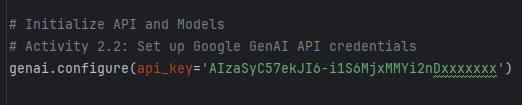 # Initialize API and Models
# Activity 2.2: Set up Google GenAI API credentials
genai.configure(api_key='AIzaSyC57ekJI6-i1S6MjxMMYi2nDxxxxxxx')